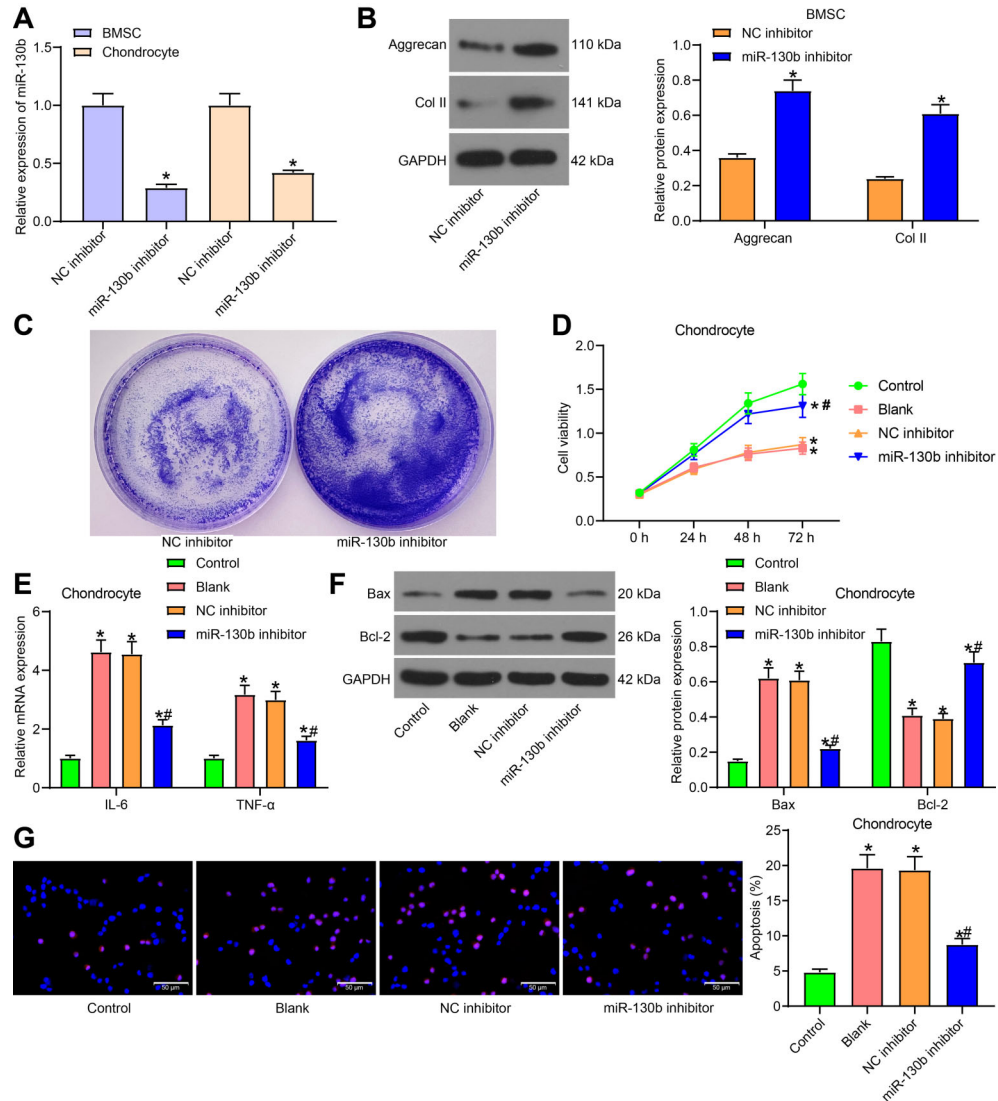 A
BMSC
Chondrocyte
Relative expression of miR-130b
1.5
1.0
0.5
0.0
*
*
NC inhibitor
miR-130b inhibitor
NC inhibitor
miR-130b inhibitor
B
Aggrecan
110 kDa
Col II
141 kDa
GAPDH
42 kDa
NC inhibitor
miR-130b inhibitor
BMSC
NC inhibitor
miR-130b inhibitor
Relative protein expression
1.0
0.8
0.6
0.4
0.2
0.0
*
*
Aggrecan
Col II
C
NC inhibitor
miR-130b inhibitor
D
Chondrocyte
Cell viability
2.0
1.5
1.0
0.5
0.0
0 h
24 h
48 h
72 h
*#
*
*
Control
Blank
NC inhibitor
miR-130b inhibitor
E
Chondrocyte
Control
Blank
NC inhibitor
miR-130b inhibitor
Relative mRNA expression
6
4
2
0
*
*
*#
*
*
*#
IL-6
TNF-α
F
Bax
20 kDa
Bcl-2
26 kDa
GAPDH
42 kDa
Control
Blank
NC inhibitor
miR-130b inhibitor
Control
Blank
NC inhibitor
miR-130b inhibitor
Chondrocyte
Relative protein expression
1.0
0.8
0.6
0.4
0.2
0.0
*
*
*#
*
*
*#
Bax
Bcl-2
G
50 μm
50 μm
50 μm
50 μm
Control
Blank
NC inhibitor
miR-130b inhibitor
Chondrocyte
Apoptosis (%)
25
20
15
10
5
0
*
*
*#
Control
Blank
NC inhibitor
miR-130b inhibitor